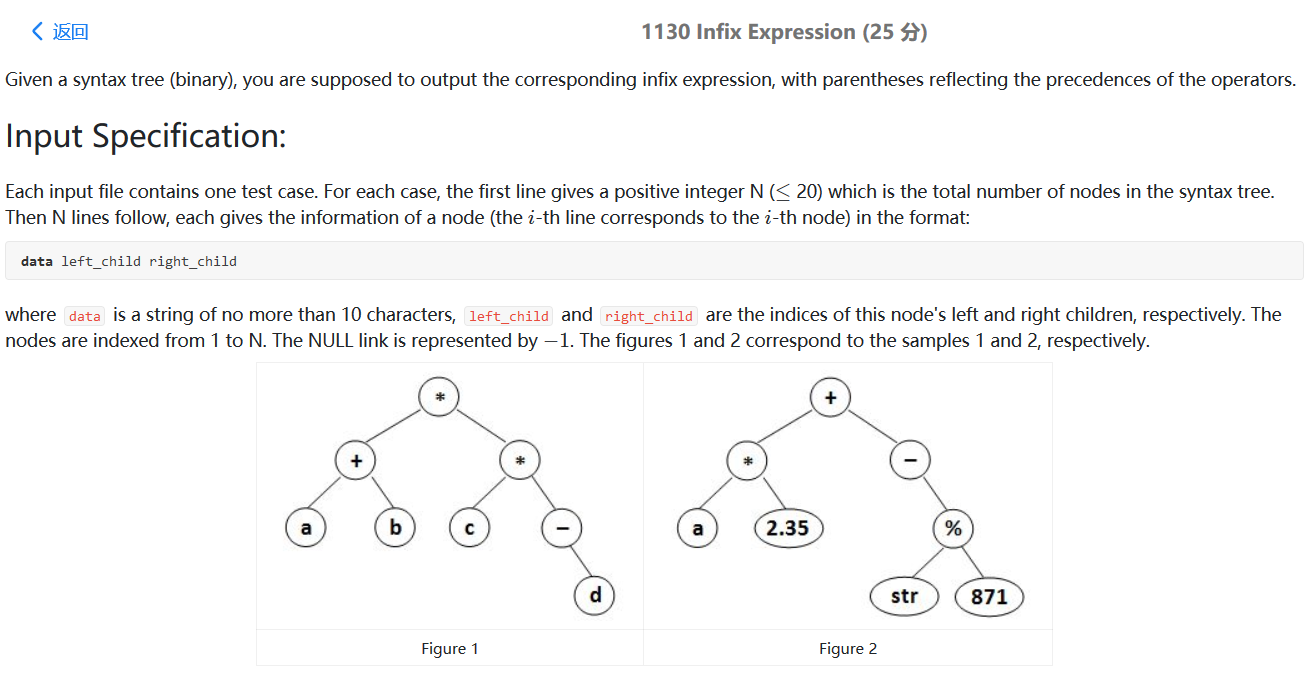 返回
1130 Infix Expression (25 分)
Given a syntax tree (binary), you are supposed to output the corresponding infix expression, with parentheses reflecting the precedences of the operators.
Input Specification:
Each input file contains one test case. For each case, the first line gives a positive integer N (≤ 20) which is the total number of nodes in the syntax tree.
Then N lines follow, each gives the information of a node (the i-th line corresponds to the i-th node) in the format:
data left_child right_child
where data is a string of no more than 10 characters, left_child and right_child are the indices of this node's left and right children, respectively. The
nodes are indexed from 1 to N. The NULL link is represented by −1. The figures 1 and 2 correspond to the samples 1 and 2, respectively.
* +
+ * * −
a b c − a 2.35 %
d str 871
Figure 1 Figure 2